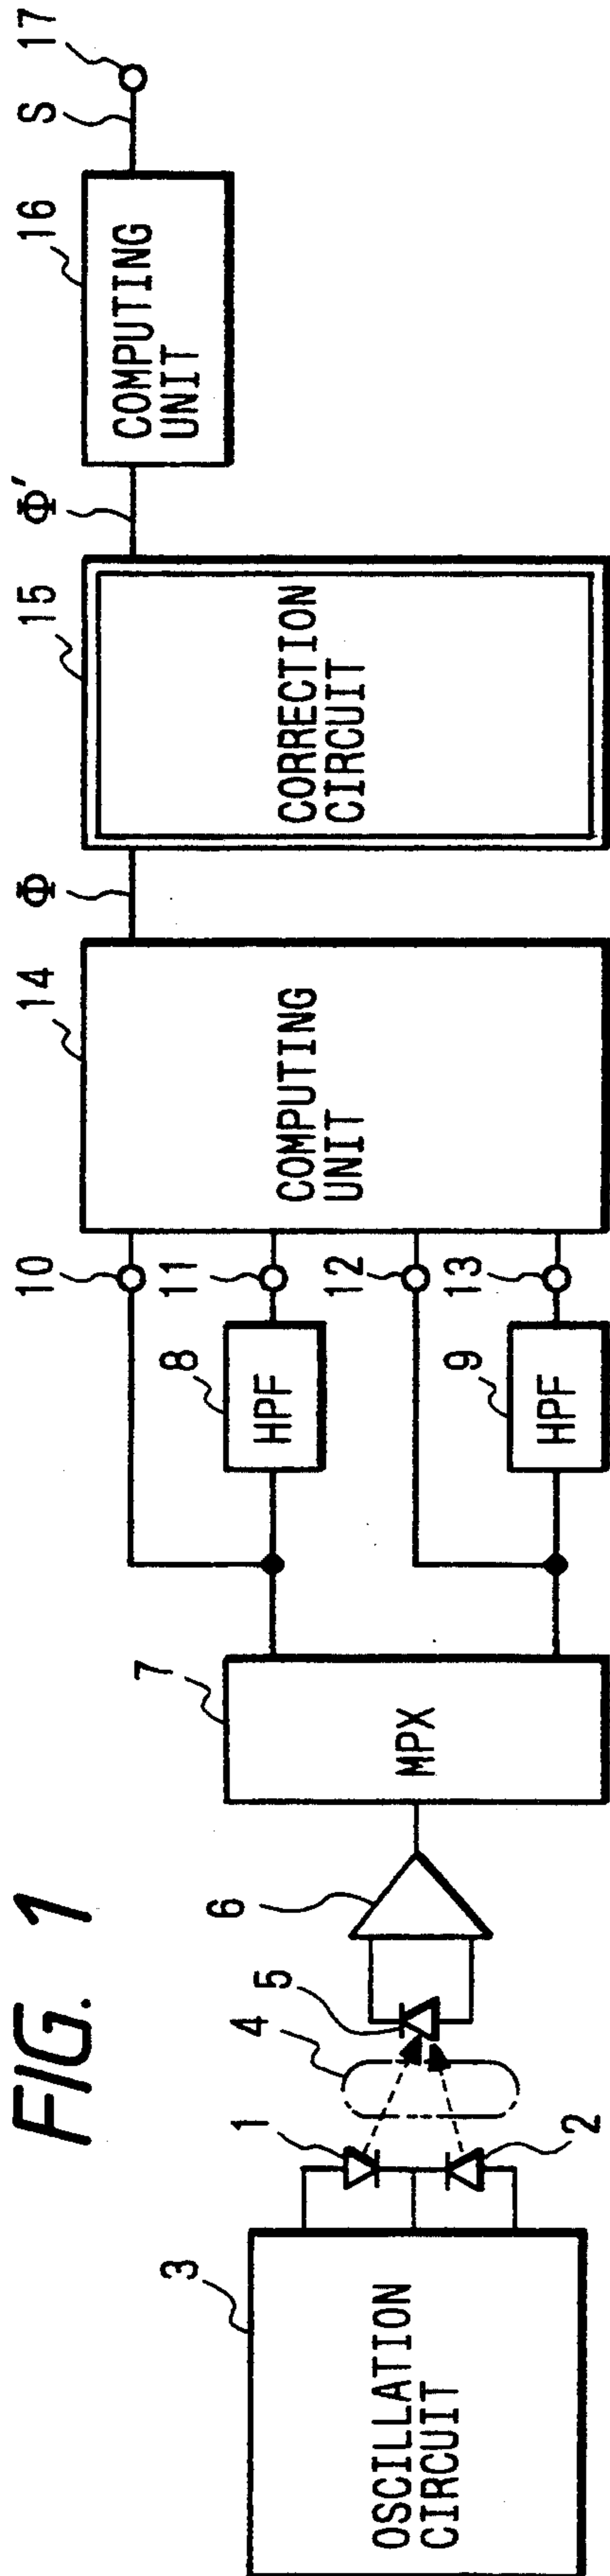 FIG. 1
3
OSCILLATION
CIRCUIT
1
2
4
5
6
7
MPX
8
HPF
9
HPF
10
11
12
13
14
COMPUTING
UNIT
Φ
15
CORRECTION
CIRCUIT
Φ'
16
COMPUTING
UNIT
S
17